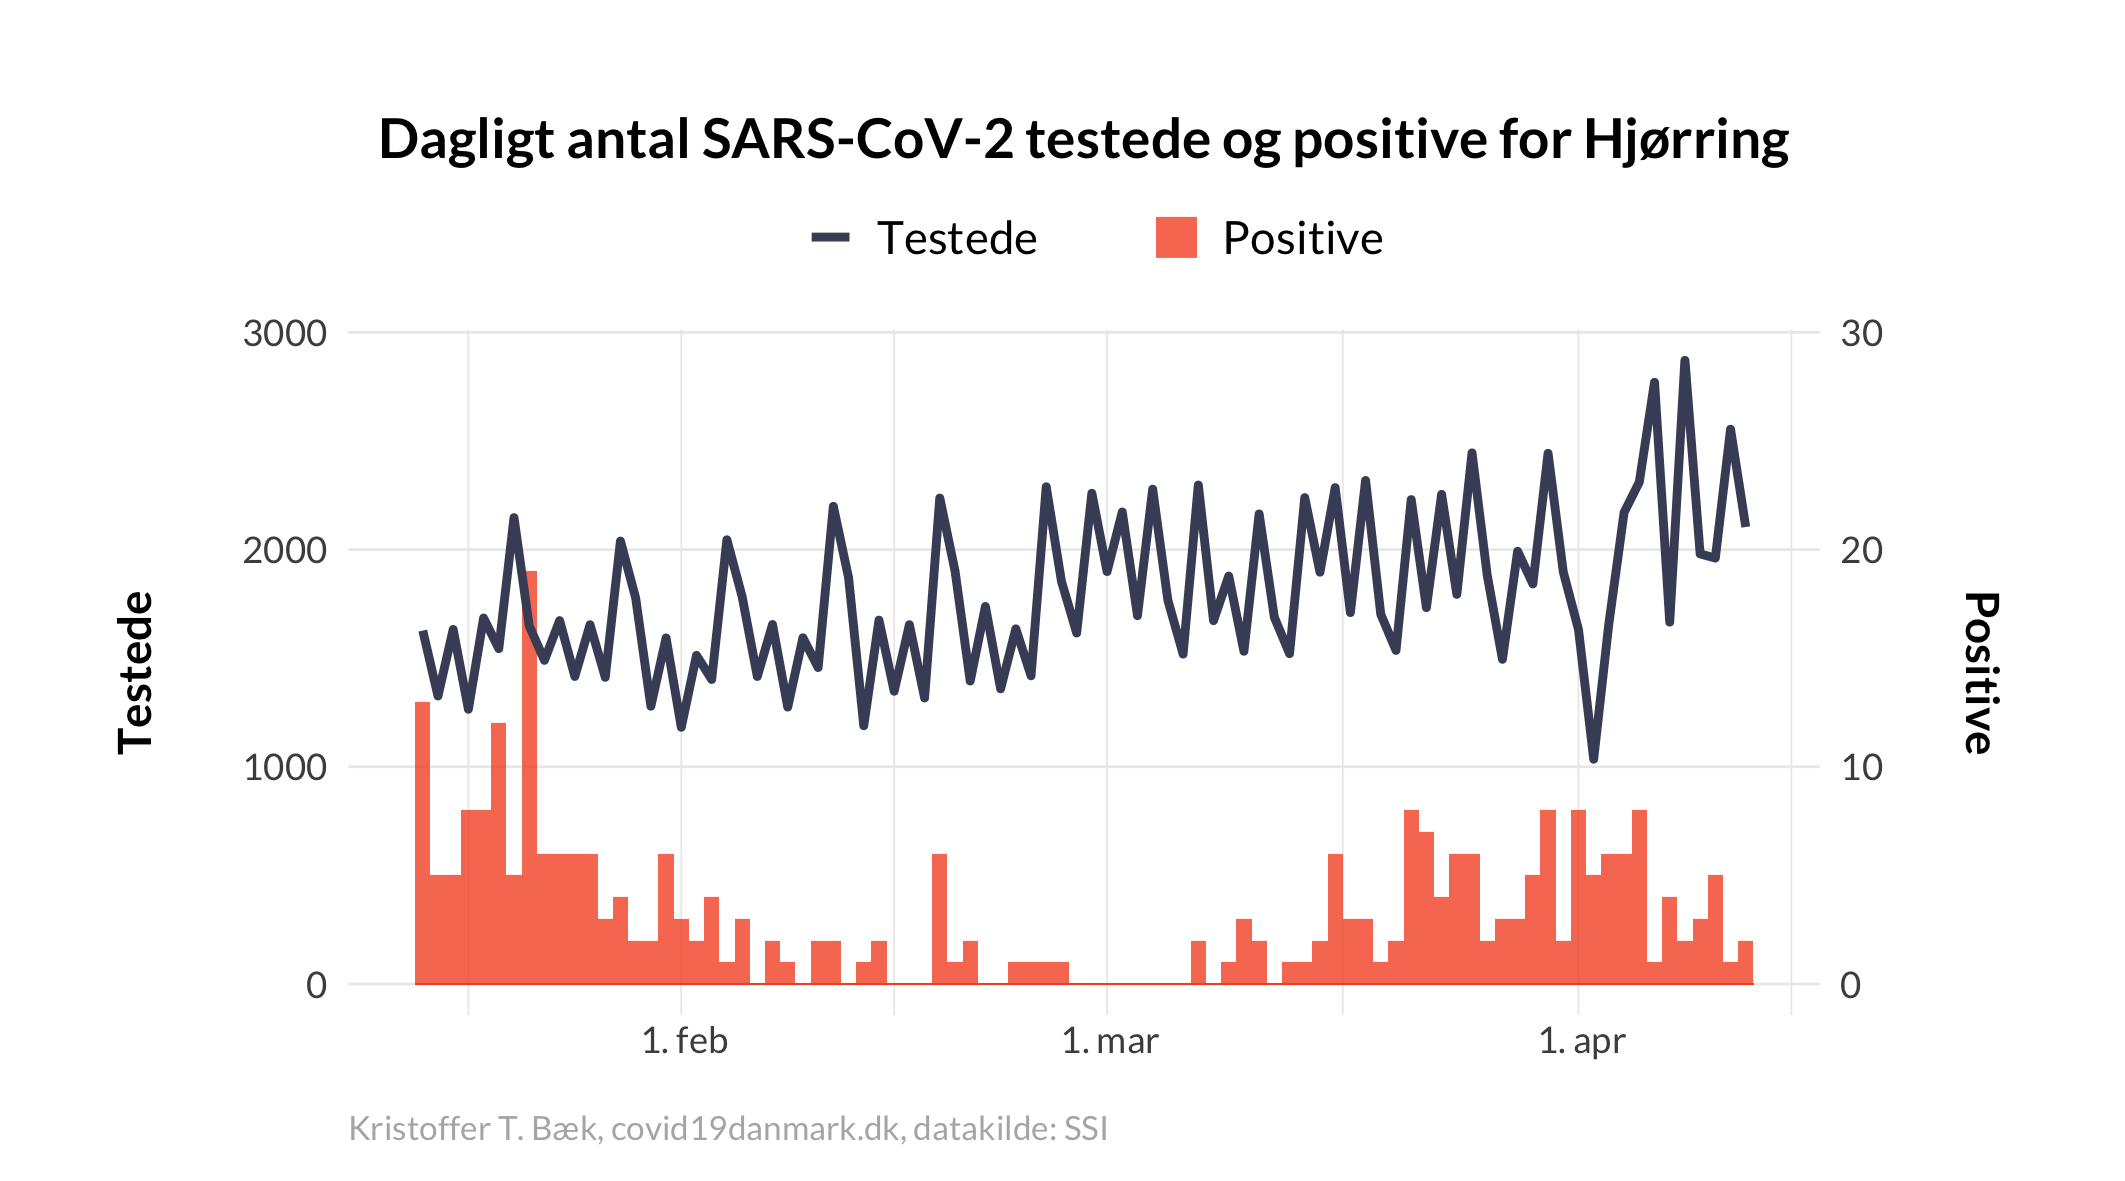 Dagligt antal SARS-CoV-2 testede og positive for Hjørring
Testede Positive
3000 30
2000 20
1000 10
0 0
Testede
Positive
1. feb 1. mar 1. apr
Kristoffer T. Bæk, covid19danmark.dk, datakilde: SSI